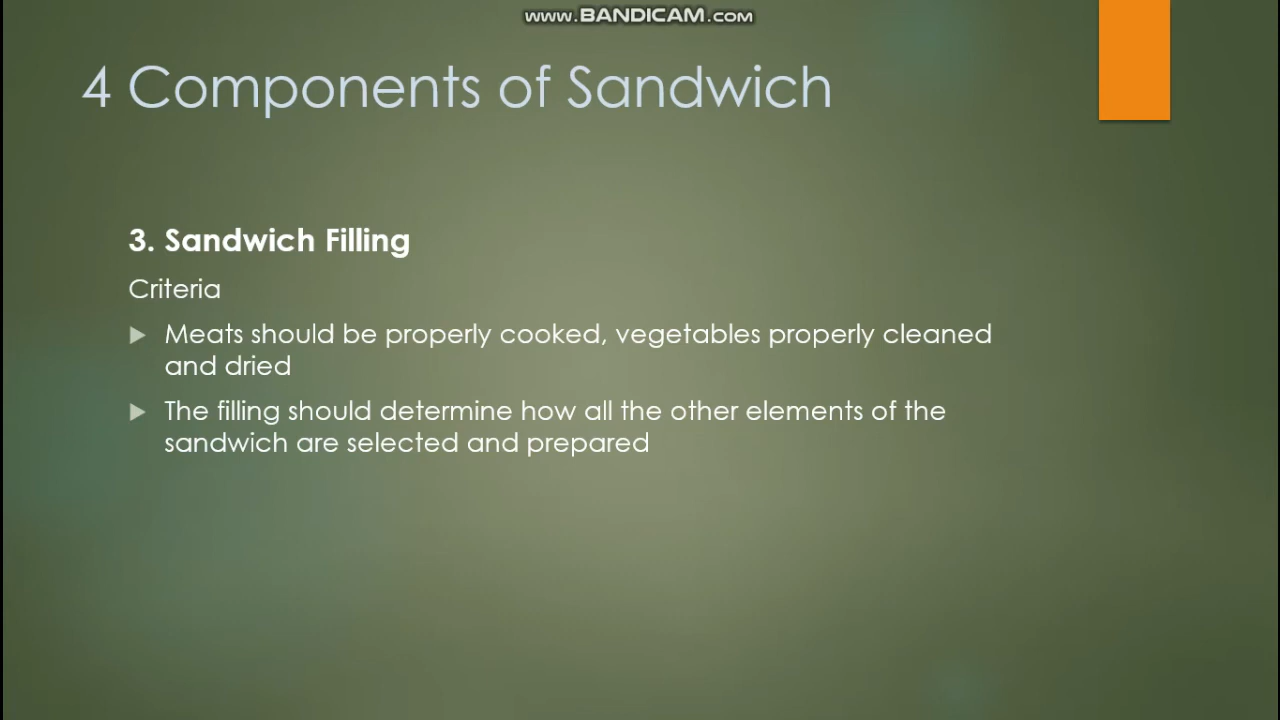 www.BANDICAM.com
4 Components of Sandwich
3. Sandwich Filling
Criteria
Meats should be properly cooked, vegetables properly cleaned
and dried
The filling should determine how all the other elements of the
sandwich are selected and prepared